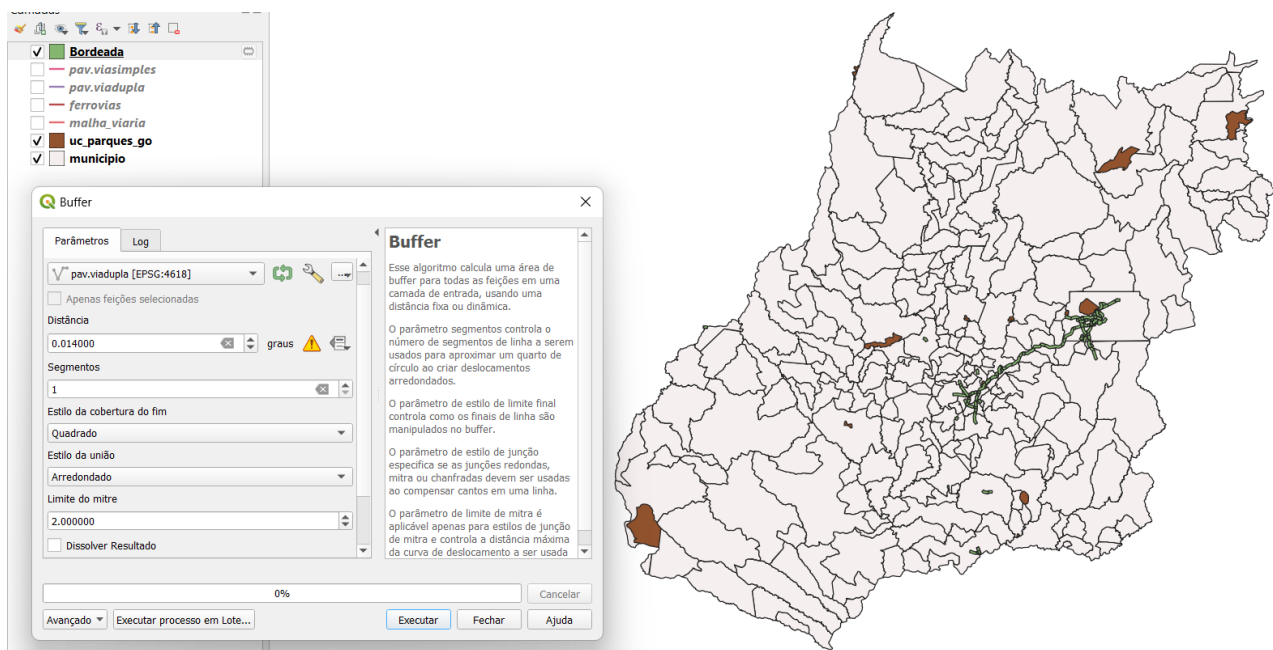 Camadas
Bordeada
pav.viasimples
pav.viadupla
ferrovias
malha_viaria
uc_parques_go
municipio
Buffer
Parâmetros
Log
pav.viadupla [EPSG:4618]
Apenas feições selecionadas
Distância
0.014000
graus
Segmentos
1
Estilo da cobertura do fim
Quadrado
Estilo da união
Arredondado
Limite do mitre
2.000000
Dissolver Resultado
Buffer
Esse algoritmo calcula uma área de
buffer para todas as feições em uma
camada de entrada, usando uma
distância fixa ou dinâmica.
O parâmetro segmentos controla o
número de segmentos de linha a serem
usados para aproximar um quarto de
círculo ao criar deslocamentos
arredondados.
O parâmetro de estilo de limite final
controla como os finais de linha são
manipulados no buffer.
O parâmetro de estilo de junção
especifica se as junções redondas,
mitra ou chanfradas devem ser usadas
ao compensar cantos em uma linha.
O parâmetro de limite de mitra é
aplicável apenas para estilos de junção
de mitra e controla a distância máxima
da curva de deslocamento a ser usada
0%
Cancelar
Avançado
Executar processo em Lote...
Executar
Fechar
Ajuda